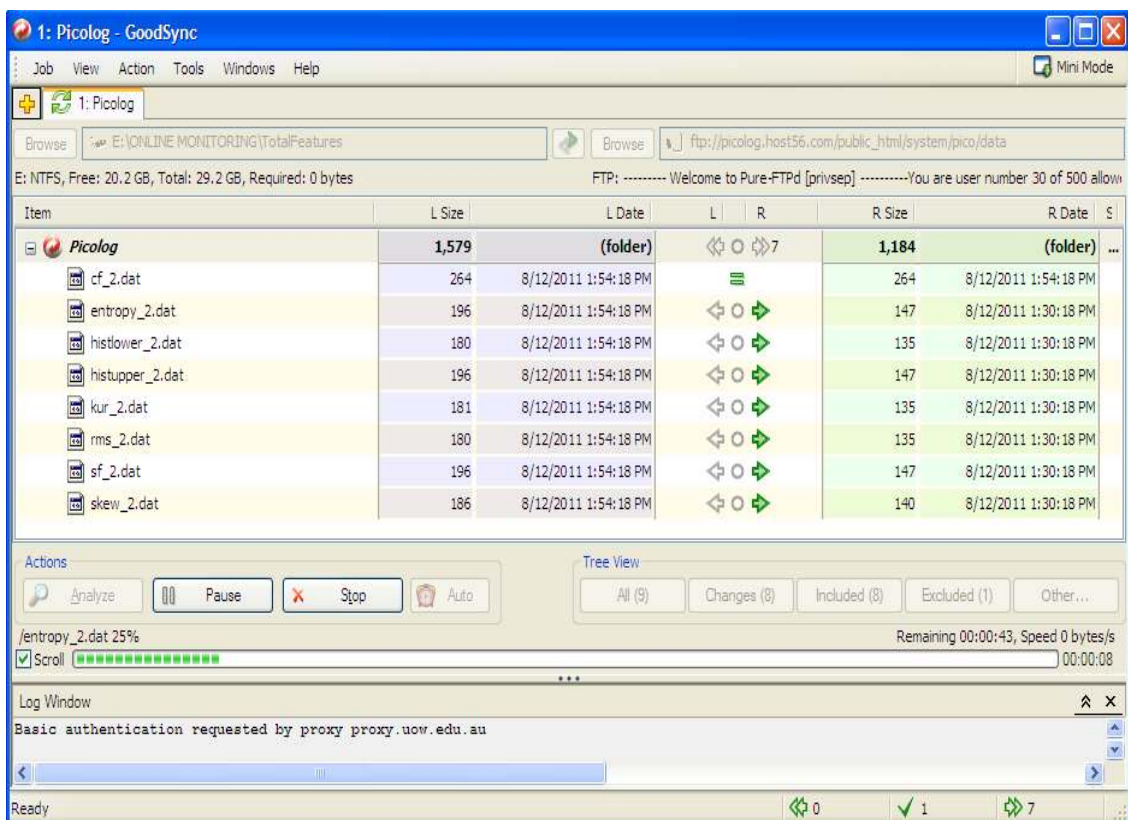 1: Picolog - GoodSync
Job View Action Tools Windows Help Mini Mode
1: Picolog
Browse E:\ONLINE MONITORING\TotalFeatures Browse ftp://picolog.host56.com/public_html/system/pico/data
E: NTFS, Free: 20.2 GB, Total: 29.2 GB, Required: 0 bytes FTP: --------- Welcome to Pure-FTPd [privsep] ----------You are user number 30 of 500 allow
Item L Size L Date L R R Size R Date S
Picolog 1,579 (folder) 7 1,184 (folder) ...
cf_2.dat 264 8/12/2011 1:54:18 PM 264 8/12/2011 1:54:18 PM
entropy_2.dat 196 8/12/2011 1:54:18 PM 147 8/12/2011 1:30:18 PM
histlower_2.dat 180 8/12/2011 1:54:18 PM 135 8/12/2011 1:30:18 PM
histupper_2.dat 196 8/12/2011 1:54:18 PM 147 8/12/2011 1:30:18 PM
kur_2.dat 181 8/12/2011 1:54:18 PM 135 8/12/2011 1:30:18 PM
rms_2.dat 180 8/12/2011 1:54:18 PM 135 8/12/2011 1:30:18 PM
sf_2.dat 196 8/12/2011 1:54:18 PM 147 8/12/2011 1:30:18 PM
skew_2.dat 186 8/12/2011 1:54:18 PM 140 8/12/2011 1:30:18 PM
Actions Tree View
Analyze Pause Stop Auto All (9) Changes (8) Included (8) Excluded (1) Other...
/entropy_2.dat 25% Remaining 00:00:43, Speed 0 bytes/s
Scroll 00:00:08
Log Window
Basic authentication requested by proxy proxy.uow.edu.au
Ready 0 1 7